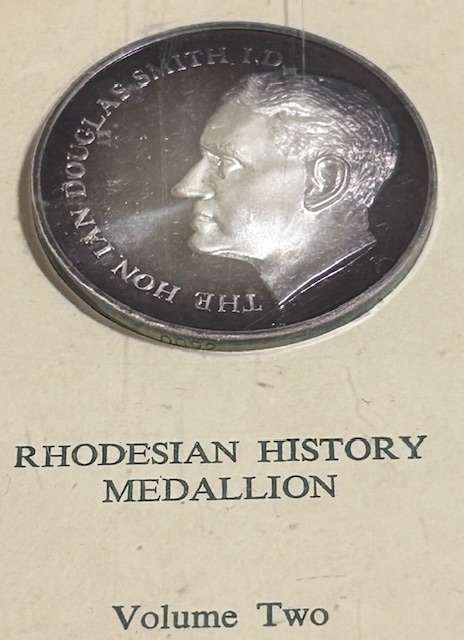 THE HON. IAN DOUGLAS SMITH I.D.
RHODESIAN HISTORY
MEDALLION
Volume Two